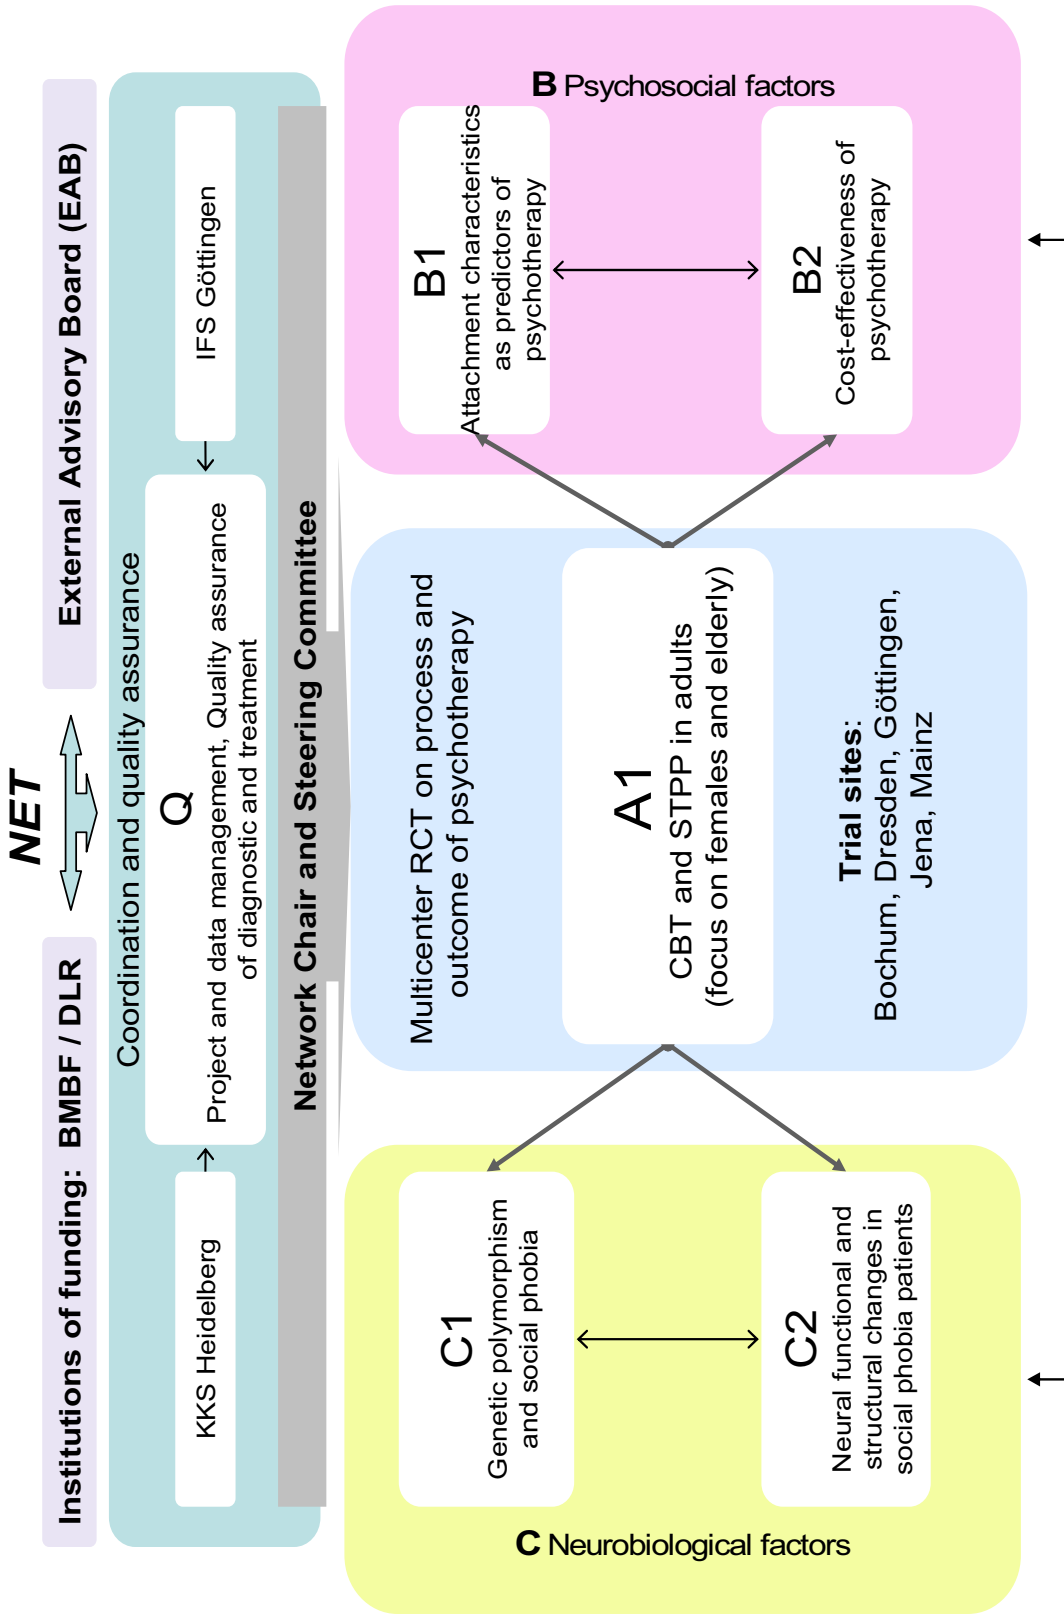 NET
Institutions of funding: BMBF / DLR
External Advisory Board (EAB)
Coordination and quality assurance
KKS Heidelberg
Q
Project and data management, Quality assurance
of diagnostic and treatment
IFS Göttingen
Network Chair and Steering Committee
C Neurobiological factors
C1
Genetic polymorphism
and social phobia
C2
Neural functional and
structural changes in
social phobia patients
Multicenter RCT on process and
outcome of psychotherapy
A1
CBT and STPP in adults
(focus on females and elderly)
Trial sites:
Bochum, Dresden, Göttingen,
Jena, Mainz
B Psychosocial factors
B1
Attachment characteristics
as predictors of
psychotherapy
B2
Cost-effectiveness of
psychotherapy